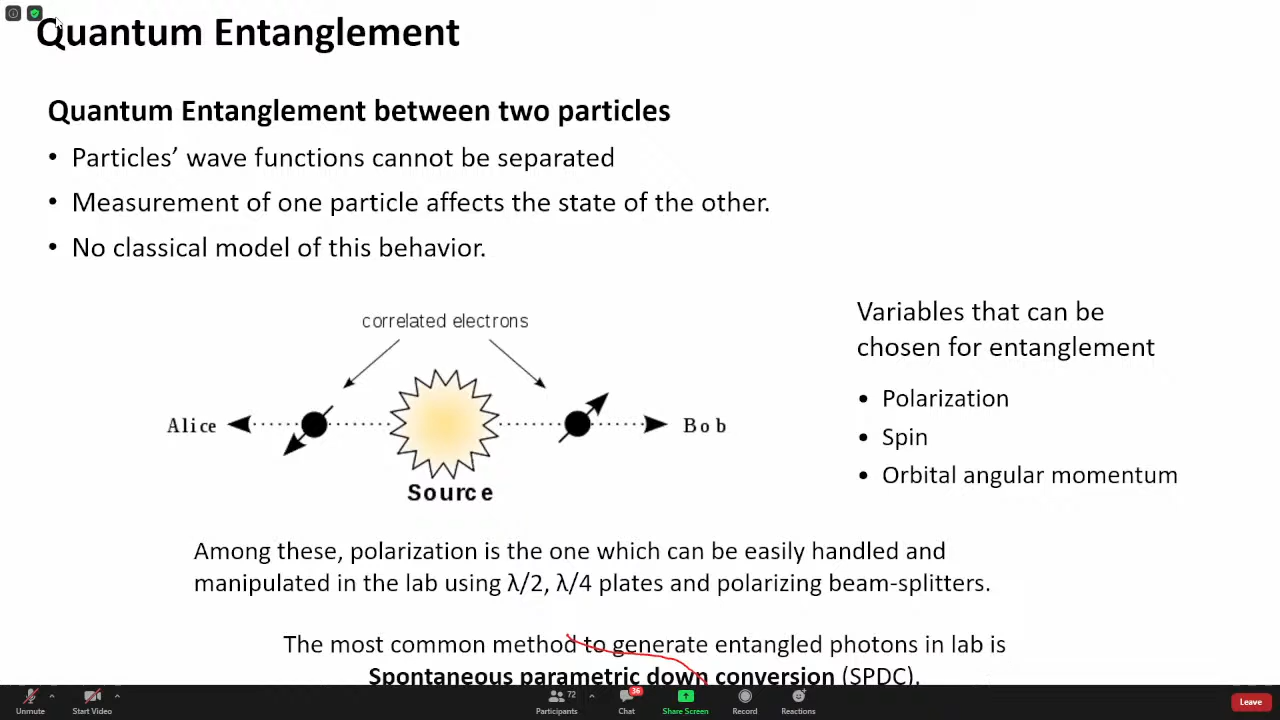 Quantum Entanglement
Quantum Entanglement between two particles
• Particles’ wave functions cannot be separated
• Measurement of one particle affects the state of the other.
• No classical model of this behavior.
correlated electrons
Alice
Bob
Source
Variables that can be
chosen for entanglement
• Polarization
• Spin
• Orbital angular momentum
Among these, polarization is the one which can be easily handled and
manipulated in the lab using λ/2, λ/4 plates and polarizing beam-splitters.
The most common method to generate entangled photons in lab is
Spontaneous parametric down conversion (SPDC).
Unmute
Start Video
Participants
72
Chat
36
Share Screen
Record
Reactions
Leave